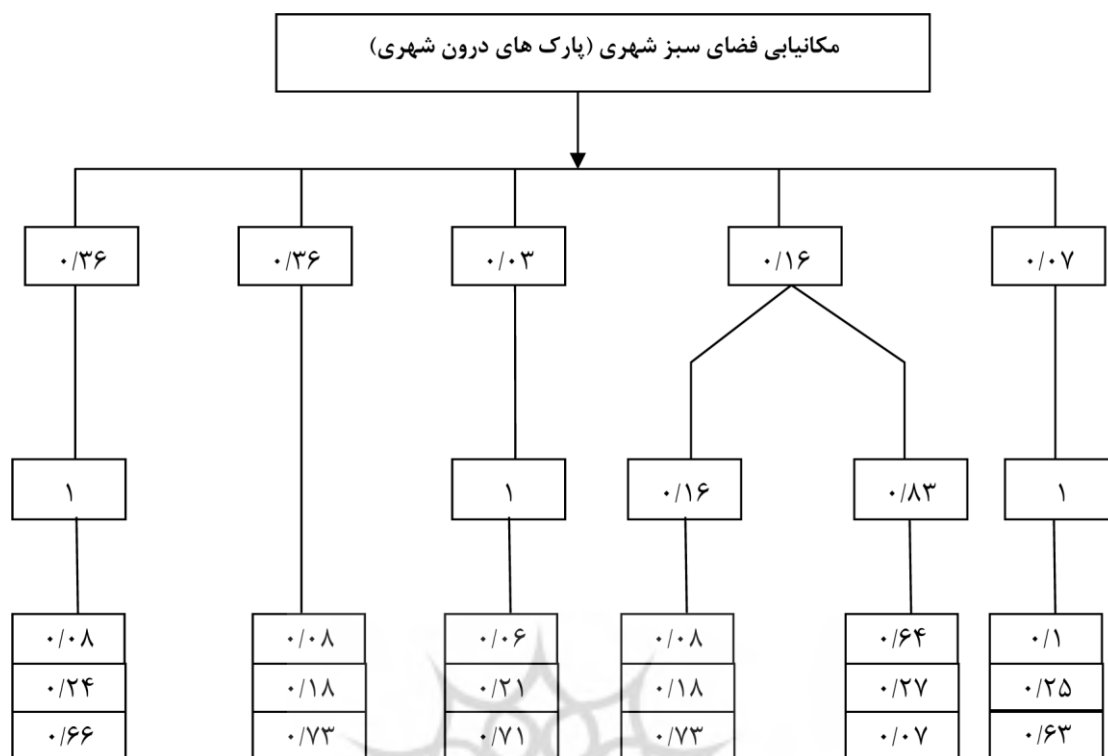 مکانیابی فضای سبز شهری (پارک های درون شهری)
۰/۰۷ ۰/۱۶ ۰/۰۳ ۰/۳۶ ۰/۳۶
۱ ۰/۸۳ ۰/۱۶ ۱ ۱
۰/۱ ۰/۶۴ ۰/۰۸ ۰/۰۶ ۰/۰۸ ۰/۰۸
۰/۲۵ ۰/۲۷ ۰/۱۸ ۰/۲۱ ۰/۱۸ ۰/۲۴
۰/۶۳ ۰/۰۷ ۰/۷۳ ۰/۷۱ ۰/۷۳ ۰/۶۶